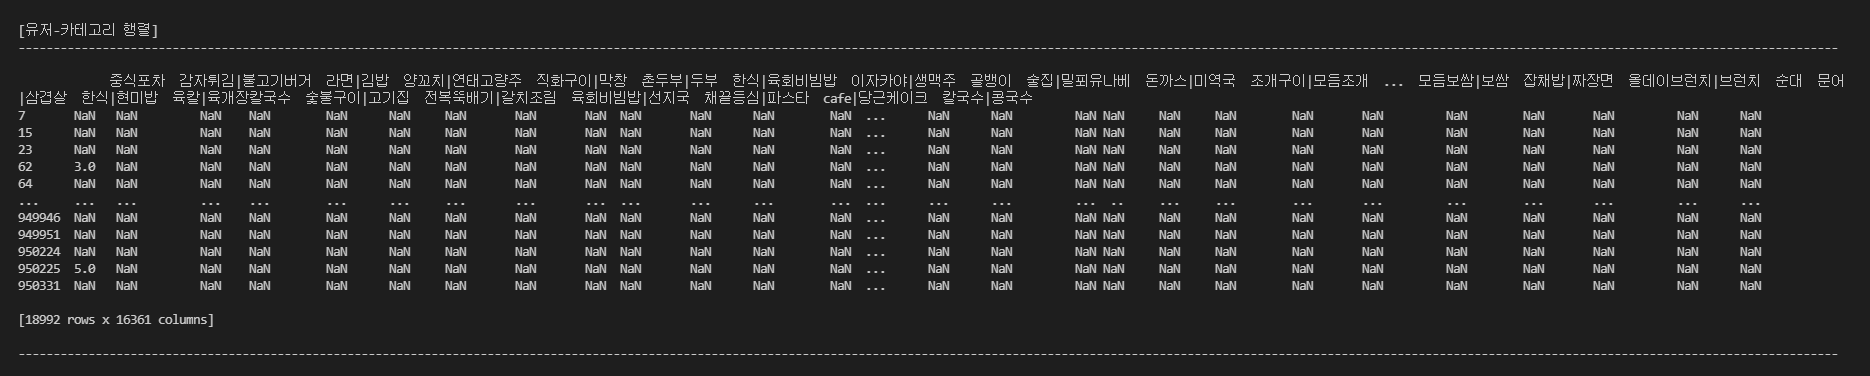 [유저-카테고리 행렬]
----------------------------------------------------------------------------------------------------------------------------------------------------------------------------------------------------------------------------------------------------------------------
중식포차 감자튀김|불고기버거 라면|김밥 양꼬치|연태고량주 직화구이|막창 촌두부|두부 한식|육회비빔밥 이자카야|생맥주 골뱅이 술집|밀푀유나베 돈까스|미역국 조개구이|모듬조개 ... 모듬보쌈|보쌈 잡채밥|짜장면 올데이브런치|브런치 순대 문어
|삼겹살 한식|현미밥 육칼|육개장칼국수 숯불구이|고기집 전복뚝배기|갈치조림 육회비빔밥|선지국 채끝등심|파스타 cafe|당근케이크 칼국수|콩국수
7 NaN NaN NaN NaN NaN NaN NaN NaN NaN NaN NaN NaN NaN ... NaN NaN NaN NaN NaN NaN NaN NaN NaN NaN NaN NaN NaN
15 NaN NaN NaN NaN NaN NaN NaN NaN NaN NaN NaN NaN NaN ... NaN NaN NaN NaN NaN NaN NaN NaN NaN NaN NaN NaN NaN
23 NaN NaN NaN NaN NaN NaN NaN NaN NaN NaN NaN NaN NaN ... NaN NaN NaN NaN NaN NaN NaN NaN NaN NaN NaN NaN NaN
62 3.0 NaN NaN NaN NaN NaN NaN NaN NaN NaN NaN NaN NaN ... NaN NaN NaN NaN NaN NaN NaN NaN NaN NaN NaN NaN NaN
64 NaN NaN NaN NaN NaN NaN NaN NaN NaN NaN NaN NaN NaN ... NaN NaN NaN NaN NaN NaN NaN NaN NaN NaN NaN NaN NaN
... ... ... ... ... ... ... ... ... ... ... ... ... ... ... ... ... ... .. ... ... ... ... ... ... ... ... ...
949946 NaN NaN NaN NaN NaN NaN NaN NaN NaN NaN NaN NaN NaN ... NaN NaN NaN NaN NaN NaN NaN NaN NaN NaN NaN NaN NaN
949951 NaN NaN NaN NaN NaN NaN NaN NaN NaN NaN NaN NaN NaN ... NaN NaN NaN NaN NaN NaN NaN NaN NaN NaN NaN NaN NaN
950224 NaN NaN NaN NaN NaN NaN NaN NaN NaN NaN NaN NaN NaN ... NaN NaN NaN NaN NaN NaN NaN NaN NaN NaN NaN NaN NaN
950225 5.0 NaN NaN NaN NaN NaN NaN NaN NaN NaN NaN NaN NaN ... NaN NaN NaN NaN NaN NaN NaN NaN NaN NaN NaN NaN NaN
950331 NaN NaN NaN NaN NaN NaN NaN NaN NaN NaN NaN NaN NaN ... NaN NaN NaN NaN NaN NaN NaN NaN NaN NaN NaN NaN NaN
[18992 rows x 16361 columns]
----------------------------------------------------------------------------------------------------------------------------------------------------------------------------------------------------------------------------------------------------------------------